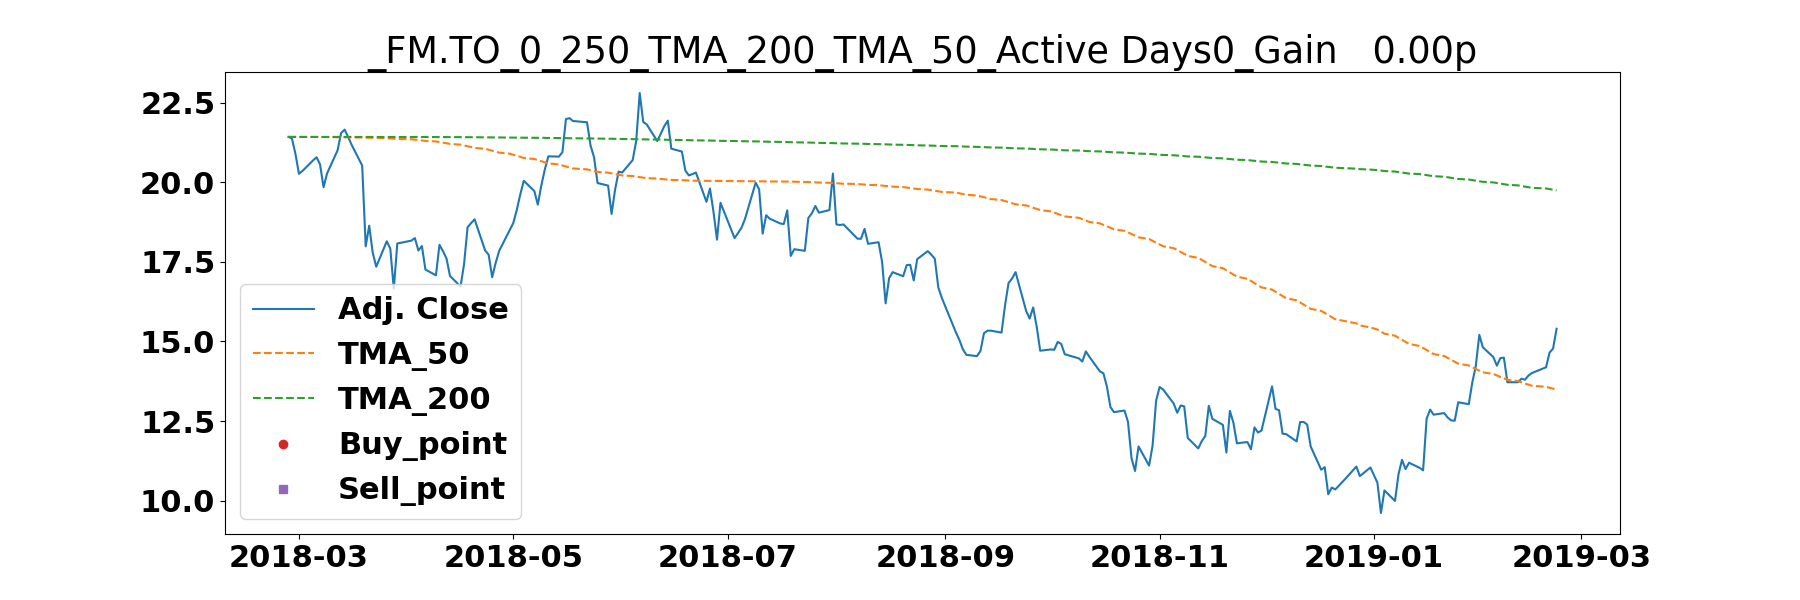 _FM.TO_0_250_TMA_200_TMA_50_Active Days0_Gain   0.00p
22.5
20.0
17.5
15.0
12.5
10.0
Adj. Close
TMA_50
TMA_200
Buy_point
Sell_point
2018-03 2018-05 2018-07 2018-09 2018-11 2019-01 2019-03